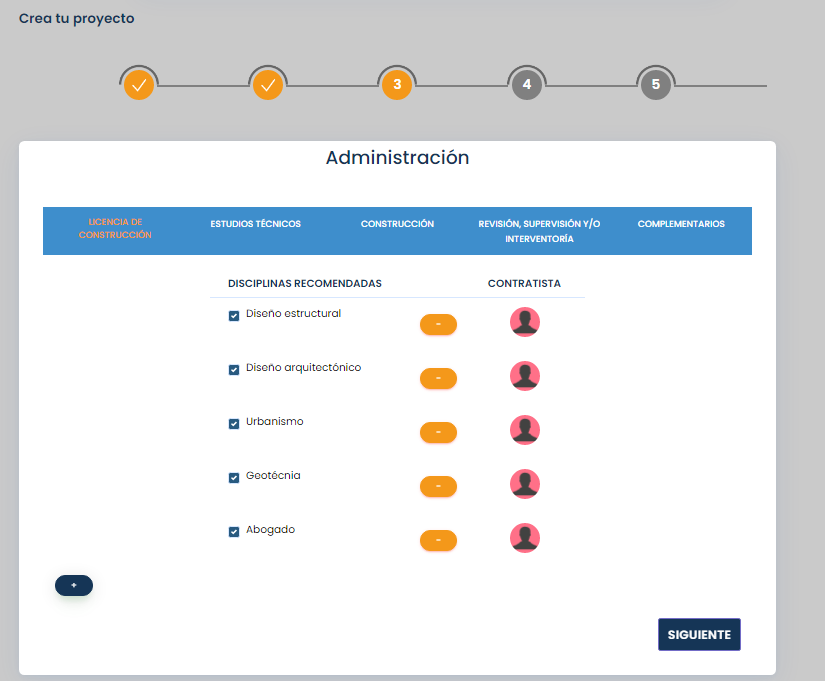 Crea tu proyecto
3 4 5
Administración
LICENCIA DE
CONSTRUCCIÓN
ESTUDIOS TÉCNICOS
CONSTRUCCIÓN
REVISIÓN, SUPERVISIÓN Y/O
INTERVENTORÍA
COMPLEMENTARIOS
DISCIPLINAS RECOMENDADAS CONTRATISTA
Diseño estructural
-
Diseño arquitectónico
-
Urbanismo
-
Geotécnia
-
Abogado
-
+
SIGUIENTE